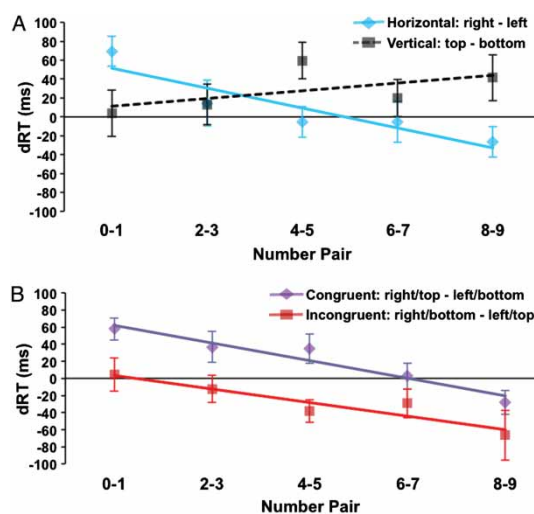 A
Horizontal: right - left
Vertical: top - bottom
dRT (ms)
100
80
60
40
20
0
-20
-40
-60
-80
-100
0-1 2-3 4-5 6-7 8-9
Number Pair
B
Congruent: right/top - left/bottom
Incongruent: right/bottom - left/top
dRT (ms)
100
80
60
40
20
0
-20
-40
-60
-80
-100
0-1 2-3 4-5 6-7 8-9
Number Pair